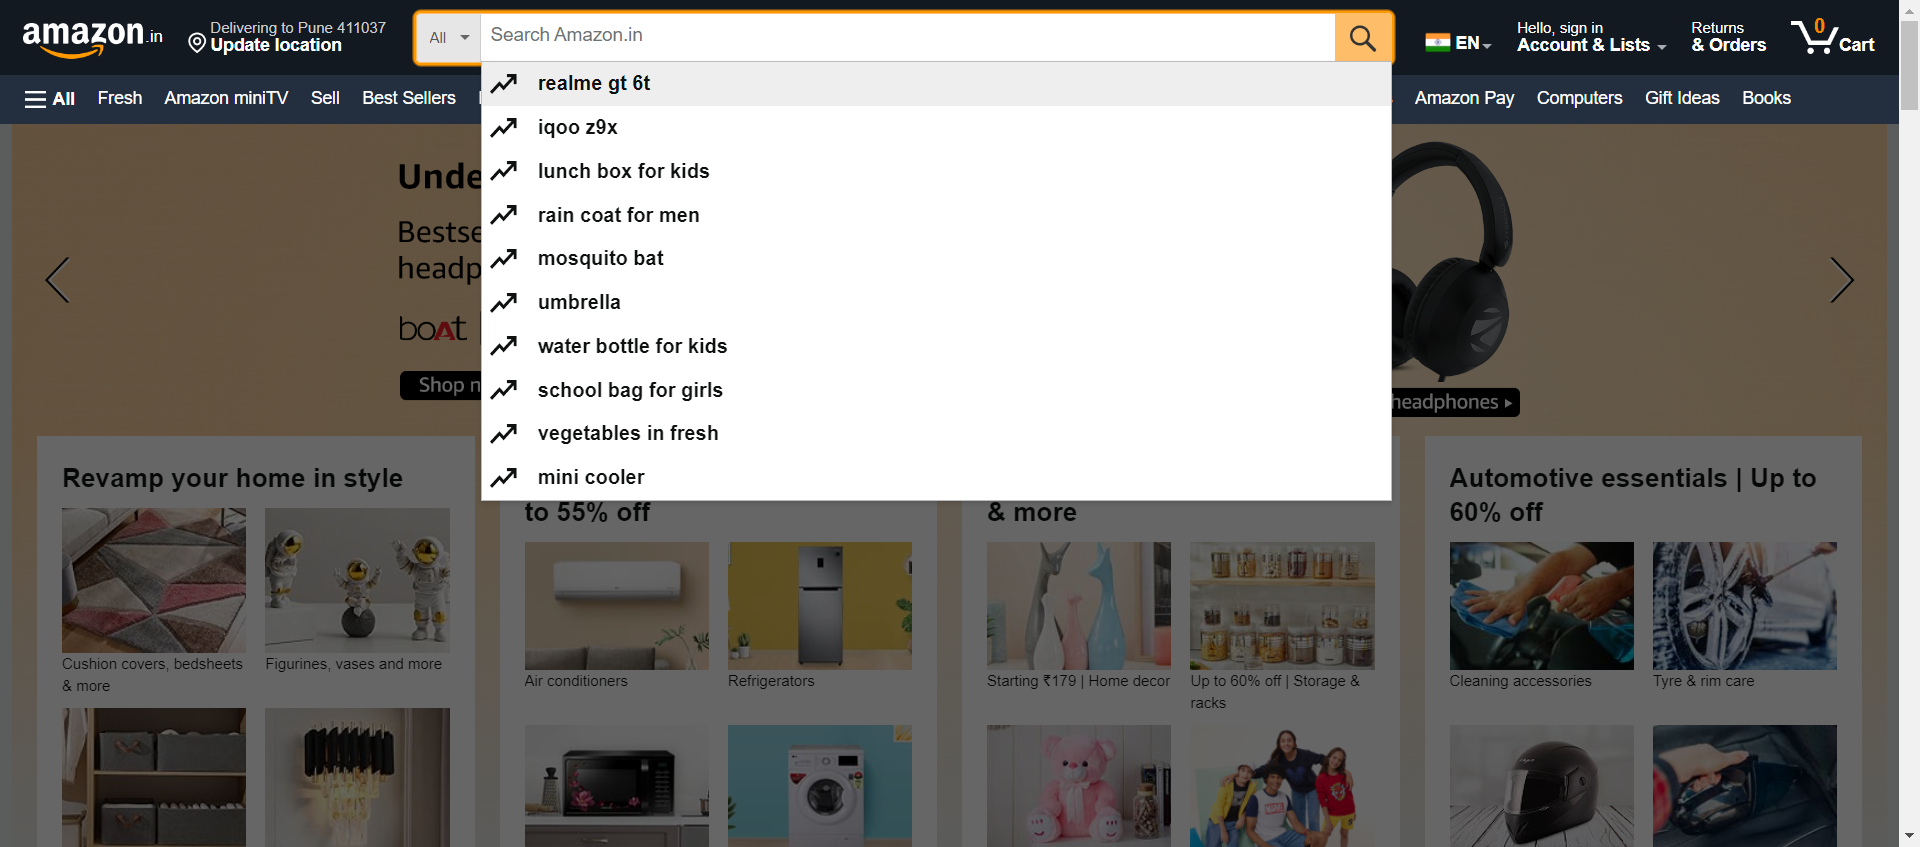 amazon.in
Delivering to Pune 411037
Update location
All
Search Amazon.in
EN
Hello, sign in
Account & Lists
Returns
& Orders
0
Cart
All
Fresh
Amazon miniTV
Sell
Best Sellers
Amazon Pay
Computers
Gift Ideas
Books
realme gt 6t
iqoo z9x
lunch box for kids
rain coat for men
mosquito bat
umbrella
water bottle for kids
school bag for girls
vegetables in fresh
mini cooler
Unde
Bestse
headp
boAt
Shop n
headphones
Revamp your home in style
Cushion covers, bedsheets
& more
Figurines, vases and more
to 55% off
Air conditioners
Refrigerators
& more
Starting ₹179 | Home decor
Up to 60% off | Storage &
racks
Automotive essentials | Up to
60% off
Cleaning accessories
Tyre & rim care